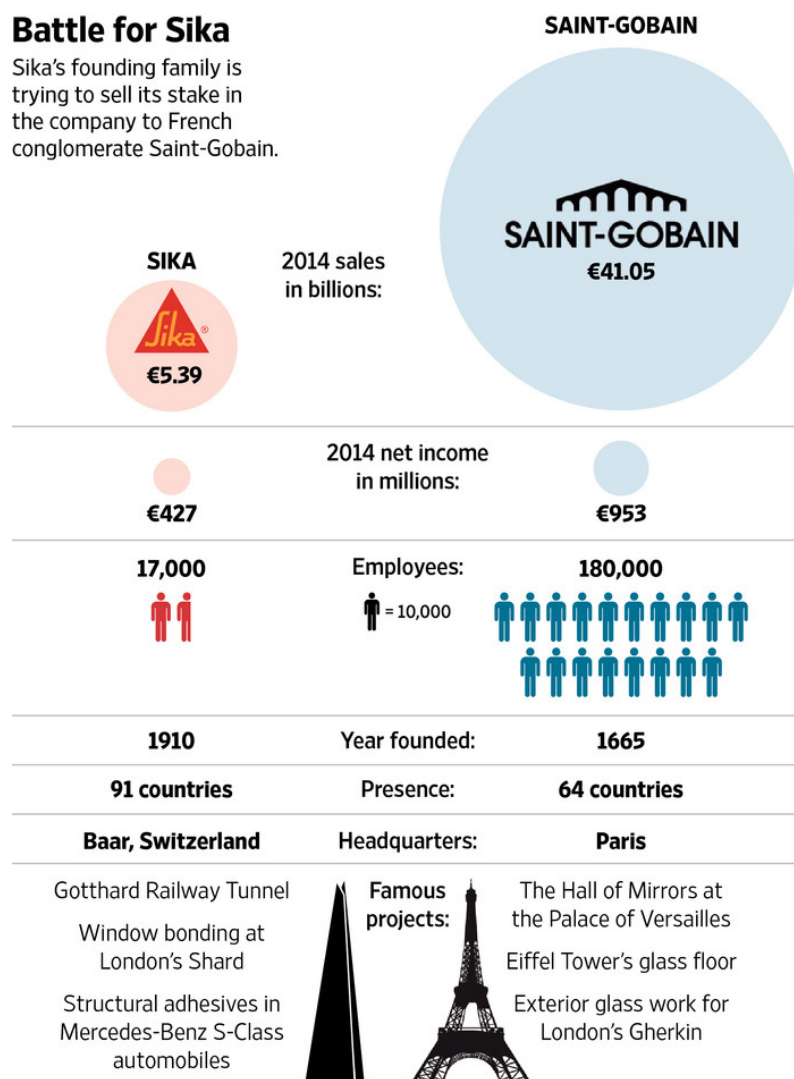 Battle for Sika
Sika's founding family is
trying to sell its stake in
the company to French
conglomerate Saint-Gobain.
SAINT-GOBAIN
SAINT-GOBAIN
€41.05
SIKA
Sika®
€5.39
2014 sales
in billions:
2014 net income
in millions:
€427
€953
17,000
Employees:
180,000
= 10,000
1910
Year founded:
1665
91 countries
Presence:
64 countries
Baar, Switzerland
Headquarters:
Paris
Famous
projects:
Gotthard Railway Tunnel
Window bonding at
London's Shard
Structural adhesives in
Mercedes-Benz S-Class
automobiles
The Hall of Mirrors at
the Palace of Versailles
Eiffel Tower's glass floor
Exterior glass work for
London's Gherkin